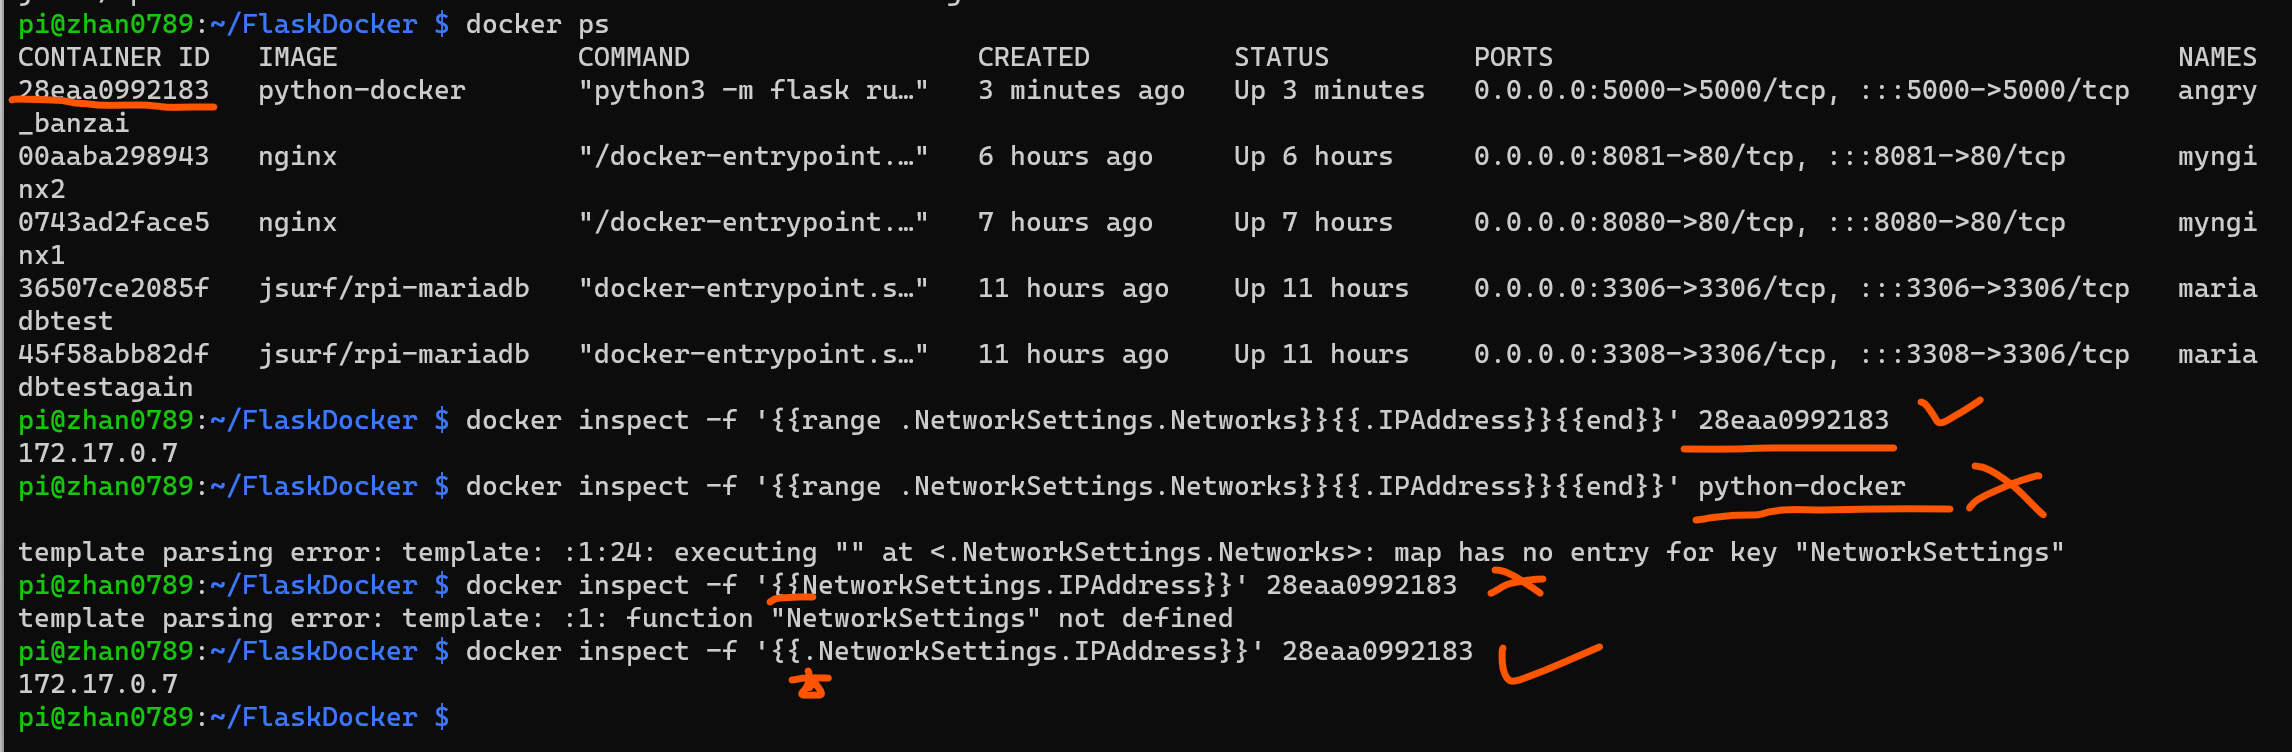 pi@zhan0789:~/FlaskDocker $ docker ps
CONTAINER ID   IMAGE               COMMAND                  CREATED         STATUS         PORTS                                       NAMES
28eaa0992183   python-docker       "python3 -m flask ru…"   3 minutes ago   Up 3 minutes   0.0.0.0:5000->5000/tcp, :::5000->5000/tcp   angry
_banzai
00aaba298943   nginx               "/docker-entrypoint.…"   6 hours ago     Up 6 hours     0.0.0.0:8081->80/tcp, :::8081->80/tcp       myngi
nx2
0743ad2face5   nginx               "/docker-entrypoint.…"   7 hours ago     Up 7 hours     0.0.0.0:8080->80/tcp, :::8080->80/tcp       myngi
nx1
36507ce2085f   jsurf/rpi-mariadb   "docker-entrypoint.s…"   11 hours ago    Up 11 hours    0.0.0.0:3306->3306/tcp, :::3306->3306/tcp   maria
dbtest
45f58abb82df   jsurf/rpi-mariadb   "docker-entrypoint.s…"   11 hours ago    Up 11 hours    0.0.0.0:3308->3306/tcp, :::3308->3306/tcp   maria
dbtestagain
pi@zhan0789:~/FlaskDocker $ docker inspect -f '{{range .NetworkSettings.Networks}}{{.IPAddress}}{{end}}' 28eaa0992183
172.17.0.7
pi@zhan0789:~/FlaskDocker $ docker inspect -f '{{range .NetworkSettings.Networks}}{{.IPAddress}}{{end}}' python-docker
template parsing error: template: :1:24: executing "" at <.NetworkSettings.Networks>: map has no entry for key "NetworkSettings"
pi@zhan0789:~/FlaskDocker $ docker inspect -f '{{NetworkSettings.IPAddress}}' 28eaa0992183
template parsing error: template: :1: function "NetworkSettings" not defined
pi@zhan0789:~/FlaskDocker $ docker inspect -f '{{.NetworkSettings.IPAddress}}' 28eaa0992183
172.17.0.7
pi@zhan0789:~/FlaskDocker $